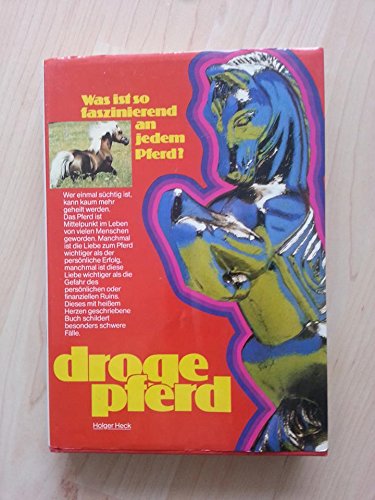 Was ist so
faszinierend
an
jedem
Pferd?
Wer einmal süchtig ist,
kann kaum mehr
geheilt werden.
Das Pferd ist
Mittelpunkt im Leben
von vielen Menschen
geworden. Manchmal
ist die Liebe zum Pferd
wichtiger als der
persönliche Erfolg,
manchmal ist diese
Liebe wichtiger als die
Gefahr des
persönlichen oder
finanziellen Ruins.
Dieses mit heißem
Herzen geschriebene
Buch schildert
besonders schwere
Fälle.
droge
pferd
Holger Heck